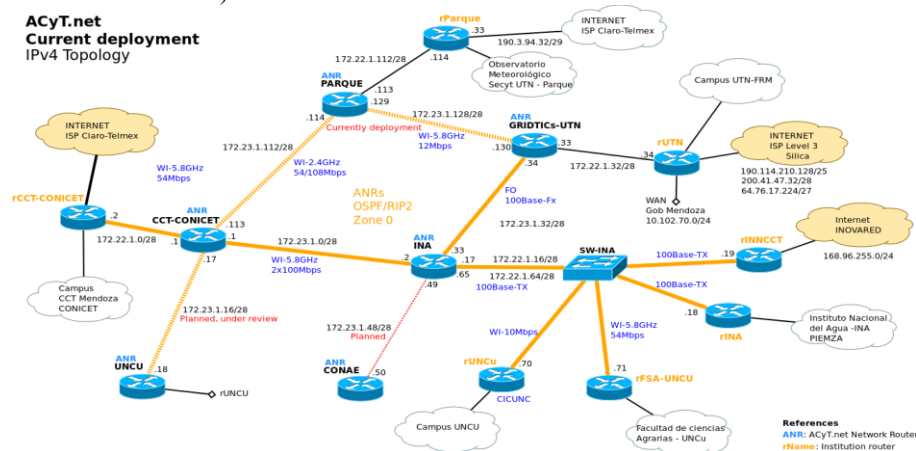 ACyT.net
Current deployment
IPv4 Topology
rParque
.33
190.3.94.32/29
INTERNET
ISP Claro-Telmex
.114
172.22.1.112/28
Observatorio
Meteorológico
Secyt UTN - Parque
ANR
PARQUE
.113
.129
.114
172.23.1.128/28
Currently deployment
WI-5.8GHz
12Mbps
ANR
GRIDTICs-UTN
.130
.33
.34
172.22.1.32/28
Campus UTN-FRM
rUTN
.34
INTERNET
ISP Level 3
Silica
190.114.210.128/25
200.41.47.32/28
64.76.17.224/27
WAN
Gob Mendoza
10.102.70.0/24
INTERNET
ISP Claro-Telmex
172.23.1.112/28
WI-5.8GHz
54Mbps
WI-2.4GHz
54/108Mbps
rCCT-CONICET
.2
172.22.1.0/28
ANR
CCT-CONICET
.113
.1
.1
.17
ANRs
OSPF/RIP2
Zone 0
FO
100Base-Fx
172.23.1.32/28
172.23.1.0/28
WI-5.8GHz
2x100Mbps
ANR
INA
.2
.33
.17
.65
.49
172.22.1.16/28
172.22.1.64/28
100Base-TX
SW-INA
100Base-TX
.19
rINNCCT
Internet
INOVARED
168.96.255.0/24
100Base-TX
.18
rINA
Instituto Nacional
del Agua -INA
PIEMZA
Campus
CCT Mendoza
CONICET
172.23.1.16/28
Planned, under review
172.23.1.48/28
Planned
WI-10Mbps
WI-5.8GHz
54Mbps
ANR
UNCU
.18
rUNCU
ANR
CONAE
.50
rUNCu
.70
CICUNC
Campus UNCU
.71
rFSA-UNCU
Facultad de ciencias
Agrarias - UNCu
References
ANR: ACyT.net Network Router
rName: Institution router